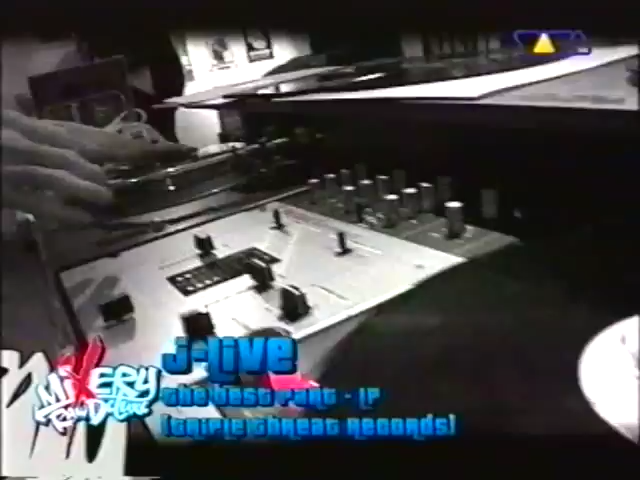 J-Live
MIXERY
Raw Deluxe
the best part - LP
(triple threat records)